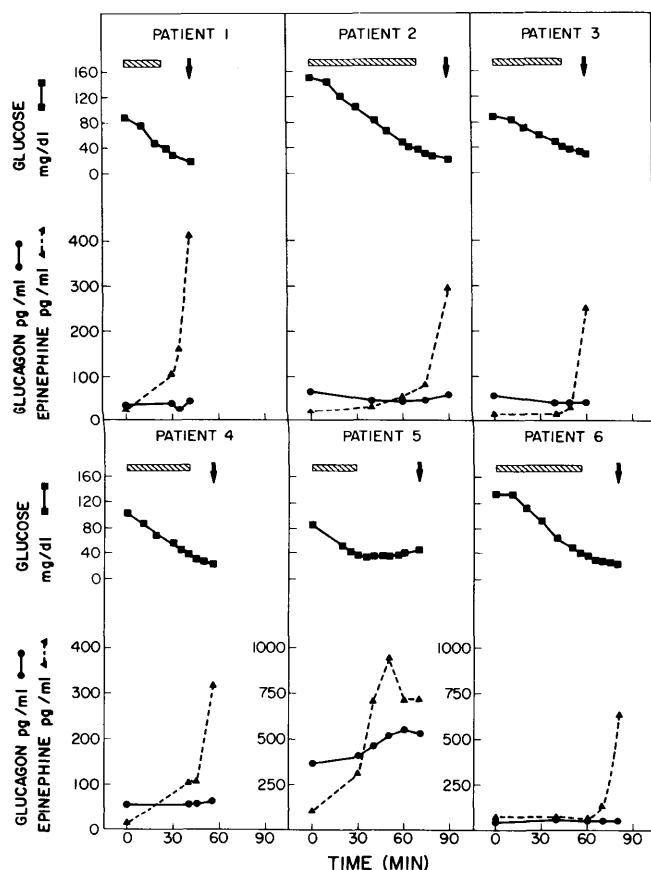 PATIENT 1
PATIENT 2
PATIENT 3
GLUCOSE
mg/dl
160
120
80
40
0
GLUCAGON pg/ml
EPINEPHINE pg/ml
400
300
200
100
0
PATIENT 4
PATIENT 5
PATIENT 6
GLUCOSE
mg/dl
160
120
80
40
0
GLUCAGON pg/ml
EPINEPHRINE pg/ml
400
300
200
100
0
1000
750
500
250
1000
750
500
250
0 30 60 90
0 30 60 90
0 30 60 90
TIME (MIN)